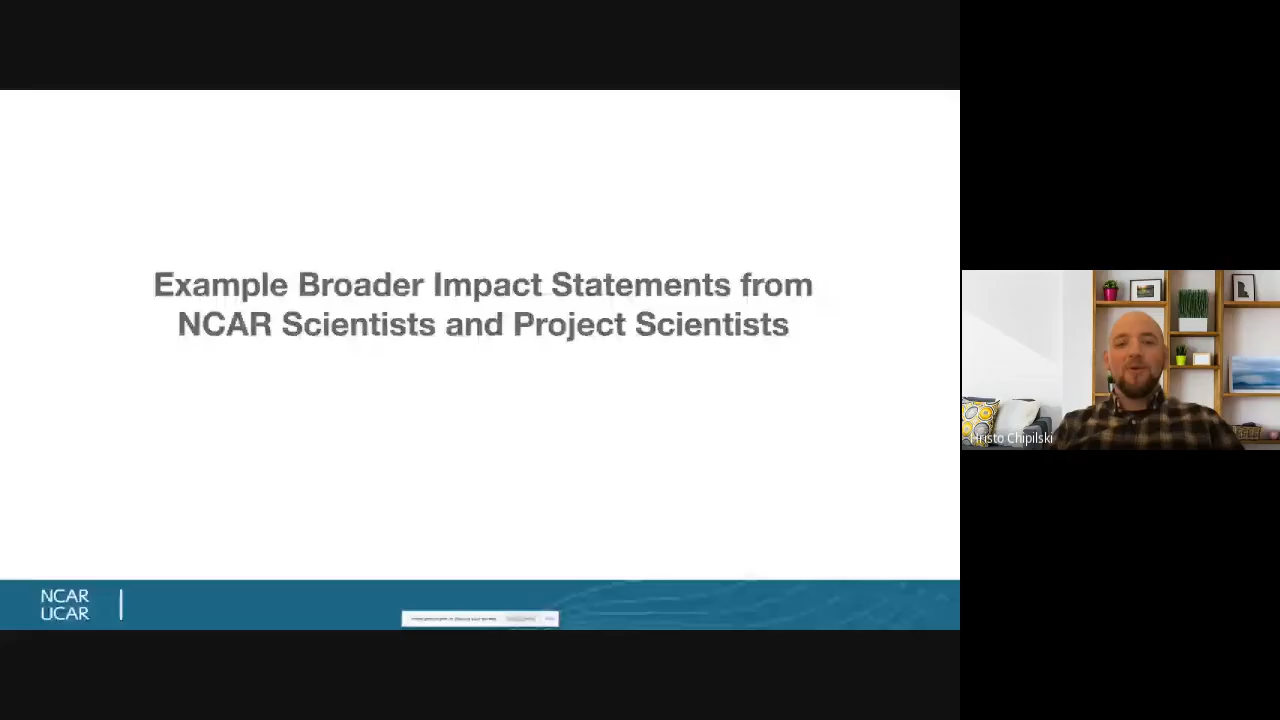 Example Broader Impact Statements from
NCAR Scientists and Project Scientists
Hristo Chipilski
NCAR
UCAR